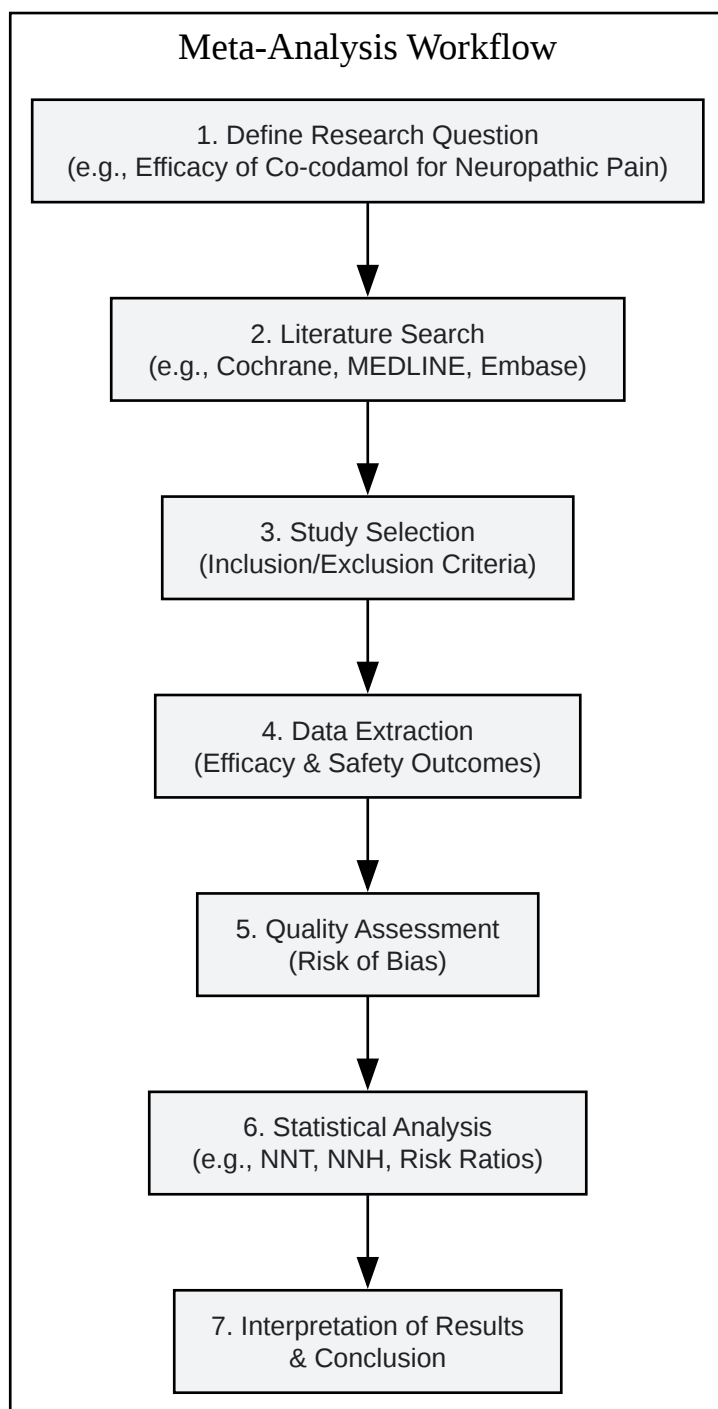 Meta-Analysis Workflow
1. Define Research Question
(e.g., Efficacy of Co-codamol for Neuropathic Pain)
2. Literature Search
(e.g., Cochrane, MEDLINE, Embase)
3. Study Selection
(Inclusion/Exclusion Criteria)
4. Data Extraction
(Efficacy & Safety Outcomes)
5. Quality Assessment
(Risk of Bias)
6. Statistical Analysis
(e.g., NNT, NNH, Risk Ratios)
7. Interpretation of Results
& Conclusion